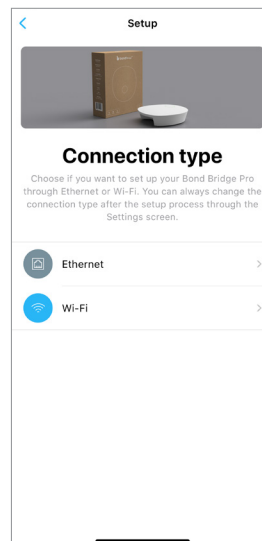 Setup
Connection type
Choose if you want to set up your Bond Bridge Pro
through Ethernet or Wi-Fi. You can always change the
connection type after the setup process through the
Settings screen.
Ethernet
Wi-Fi